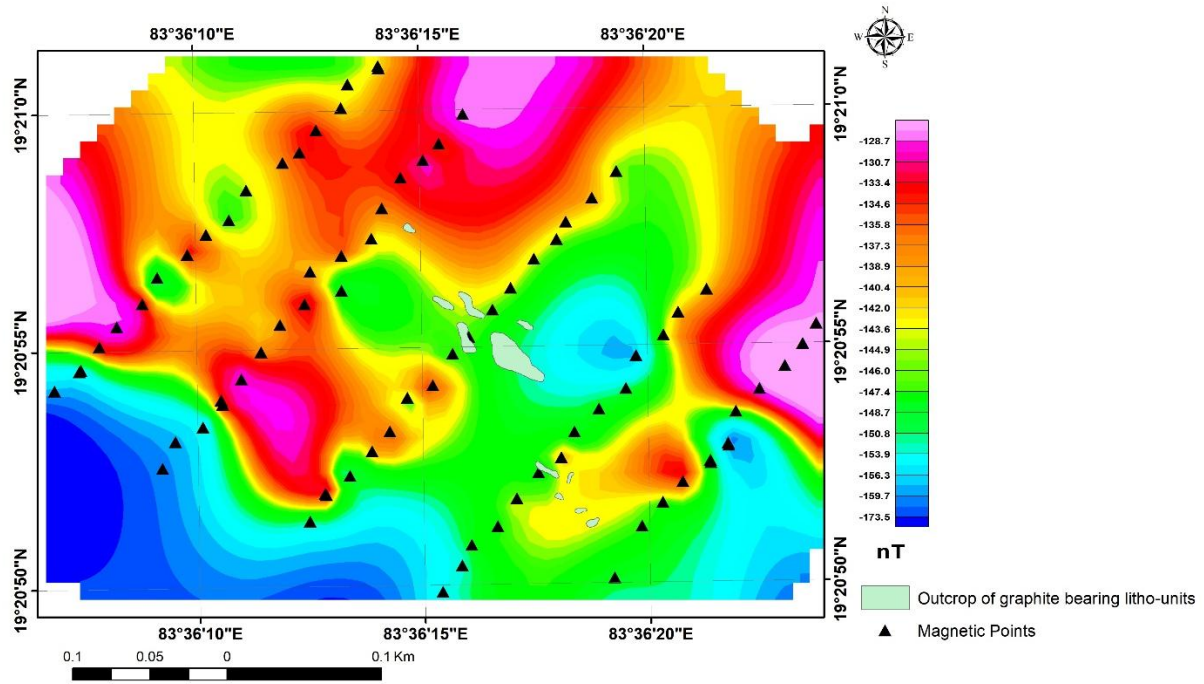 83°36'10"E 83°36'15"E 83°36'20"E
N
W E
S
19°21'0"N 19°21'0"N
19°20'55"N 19°20'55"N
19°20'50"N 19°20'50"N
-128.7
-130.7
-133.4
-134.6
-135.8
-137.3
-138.9
-140.4
-142.0
-143.6
-144.9
-146.1
-147.4
-148.7
-150.8
-153.9
-156.3
-159.7
-173.5
nT
Outcrop of graphite bearing litho-units
Magnetic Points
83°36'10"E 83°36'15"E 83°36'20"E
0.1 0.05 0 0.1 Km